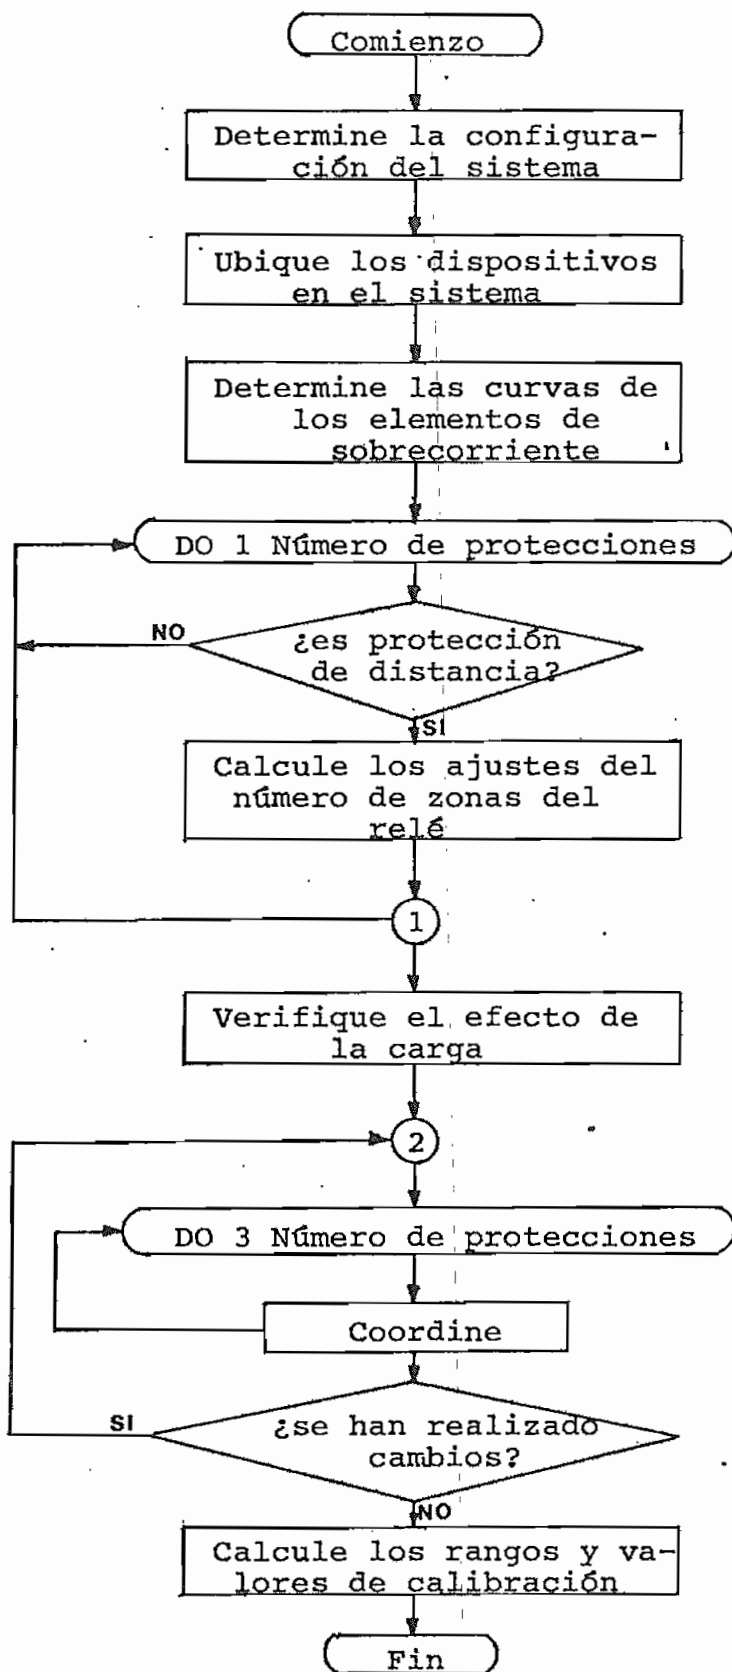 Comienzo
Determine la configura-
ción del sistema
Ubique los dispositivos
en el sistema
Determine las curvas de
los elementos de
sobrecorriente
DO 1 Número de protecciones
NO
¿es protección
de distancia?
SI
Calcule los ajustes del
número de zonas del
relé
1
Verifique el efecto de
la carga
2
DO 3 Número de protecciones
Coordine
SI
¿se han realizado
cambios?
NO
Calcule los rangos y va-
lores de calibración
Fin